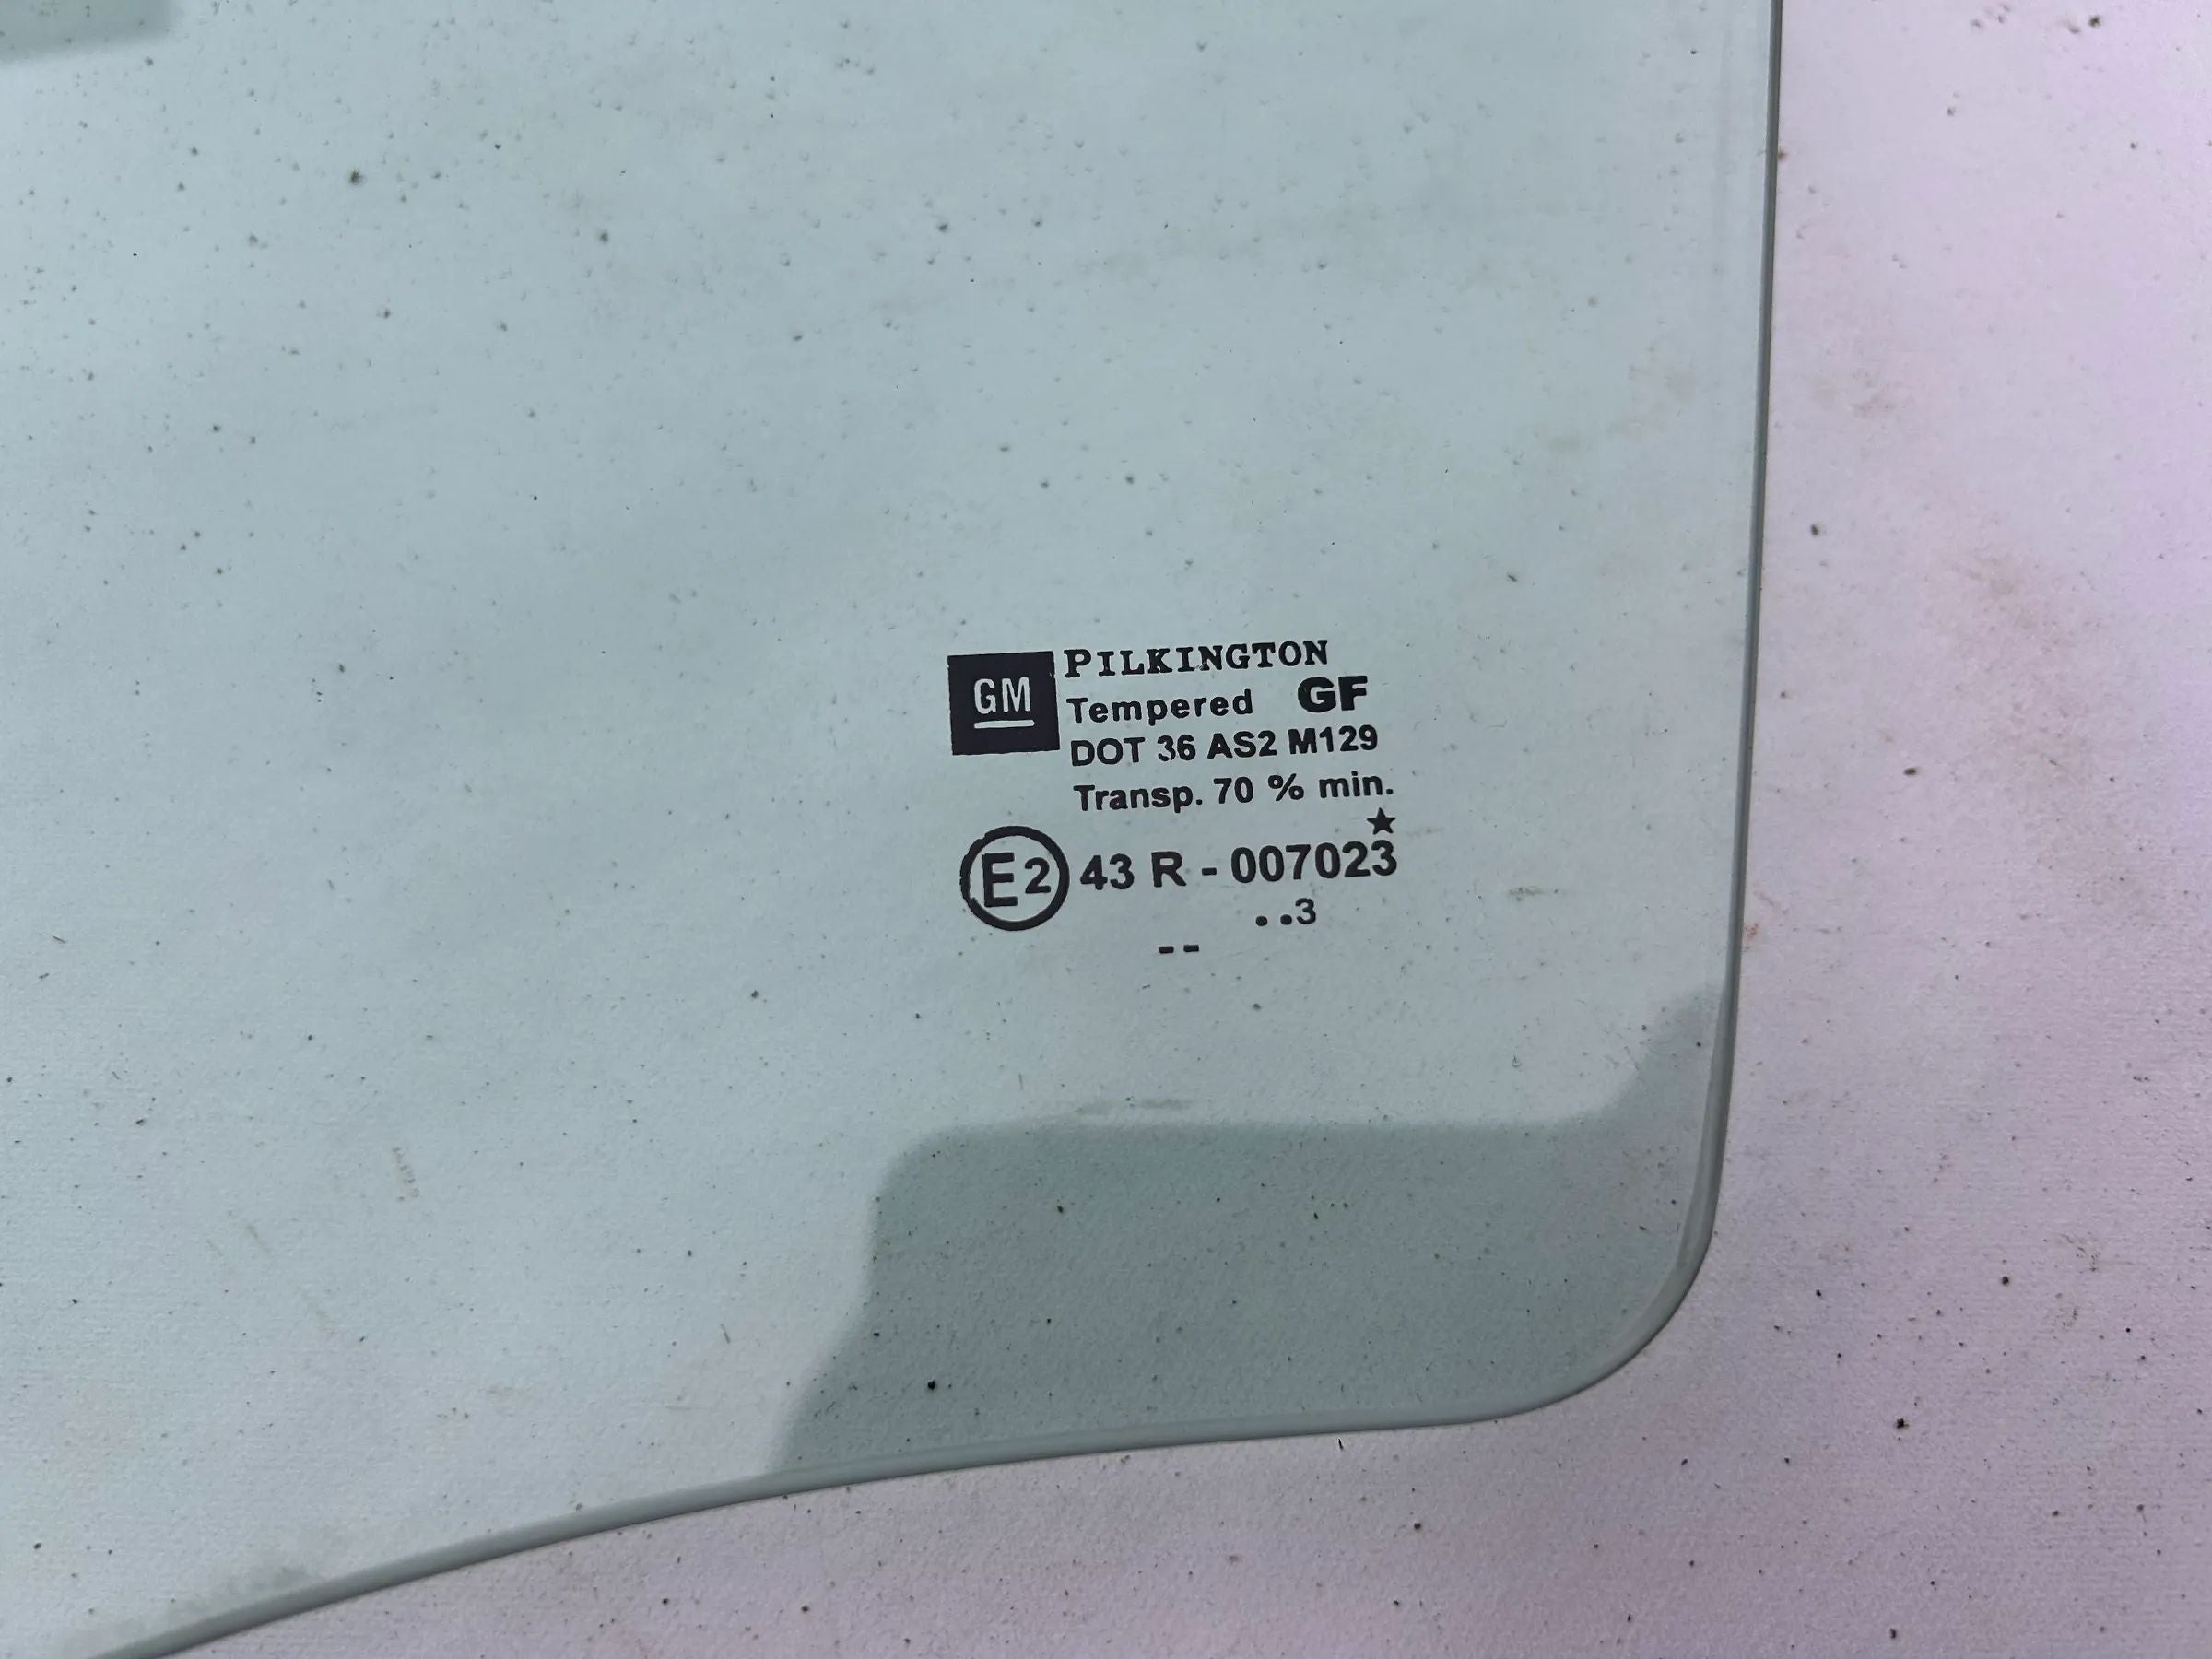 GM
PILKINGTON
Tempered GF
DOT 36 AS2 M129
Transp. 70 % min.
★
E2 43 R - 007023
..3
--